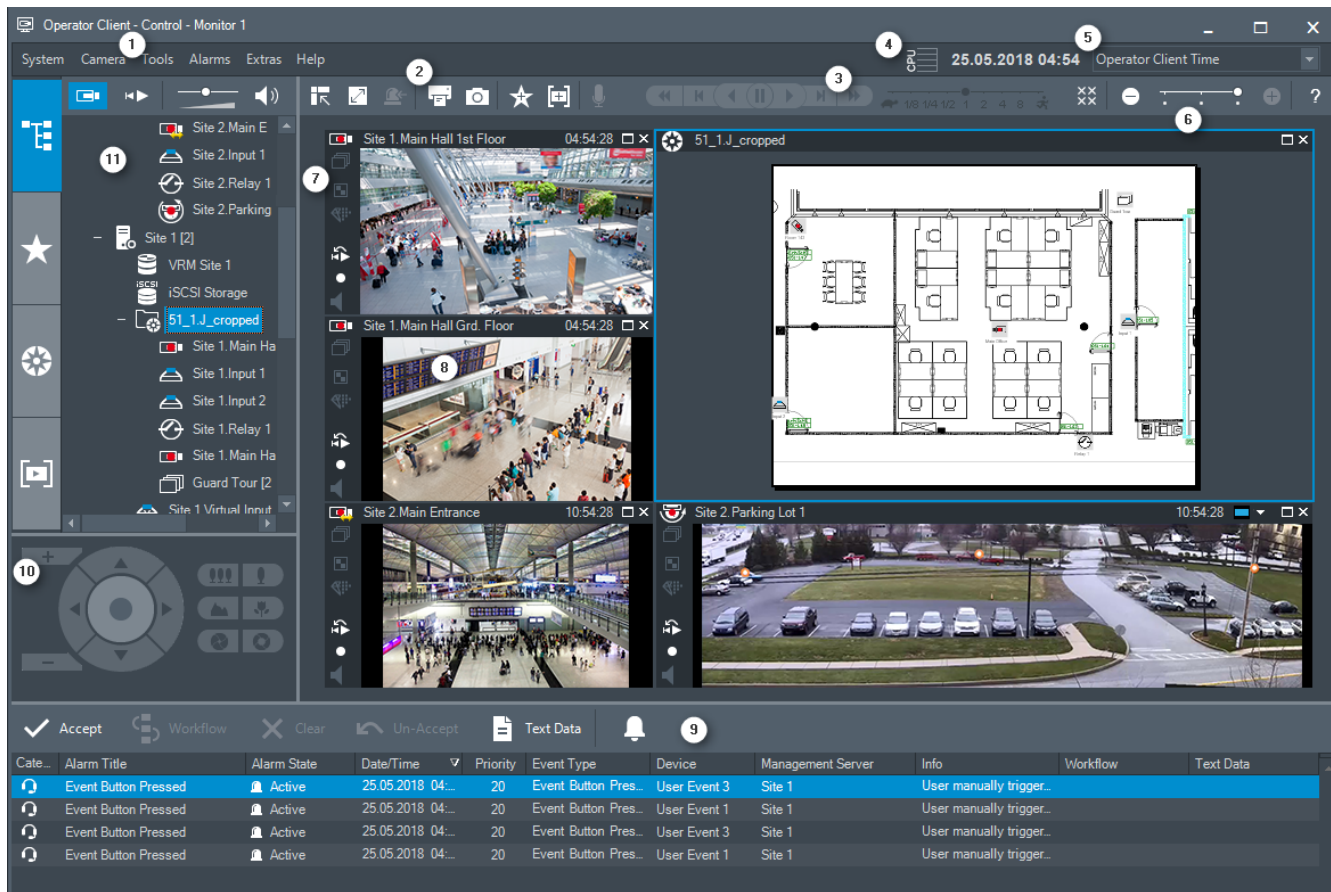 Operator Client - Control - Monitor 1
System Camera Tools Alarms Extras Help
1
4
CPU
25.05.2018 04:54
5
Operator Client Time
2
3
1/8 1/4 1/2 1 2 4 8
6
?
11
Site 2.Main E
Site 2.Input 1
Site 2.Relay 1
Site 2.Parking
Site 1 [2]
VRM Site 1
iSCSI
iSCSI Storage
51_1.J_cropped
Site 1.Main Ha
Site 1.Input 1
Site 1.Input 2
Site 1.Relay 1
Site 1.Main Ha
Guard Tour [2
Site 1.Virtual Input
10
7
Site 1.Main Hall 1st Floor 04:54:28
Site 1.Main Hall Grd. Floor 04:54:28
8
Site 2.Main Entrance 10:54:28
51_1.J_cropped
Guard Tour
Main Office
Input 1
Relay 1
Site 2.Parking Lot 1 10:54:28
Accept Workflow Clear Un-Accept Text Data
9
Cate... Alarm Title Alarm State Date/Time Priority Event Type Device Management Server Info Workflow Text Data
Event Button Pressed Active 25.05.2018 04:... 20 Event Button Pres... User Event 3 Site 1 User manually trigger...
Event Button Pressed Active 25.05.2018 04:... 20 Event Button Pres... User Event 1 Site 1 User manually trigger...
Event Button Pressed Active 25.05.2018 04:... 20 Event Button Pres... User Event 3 Site 1 User manually trigger...
Event Button Pressed Active 25.05.2018 04:... 20 Event Button Pres... User Event 1 Site 1 User manually trigger...